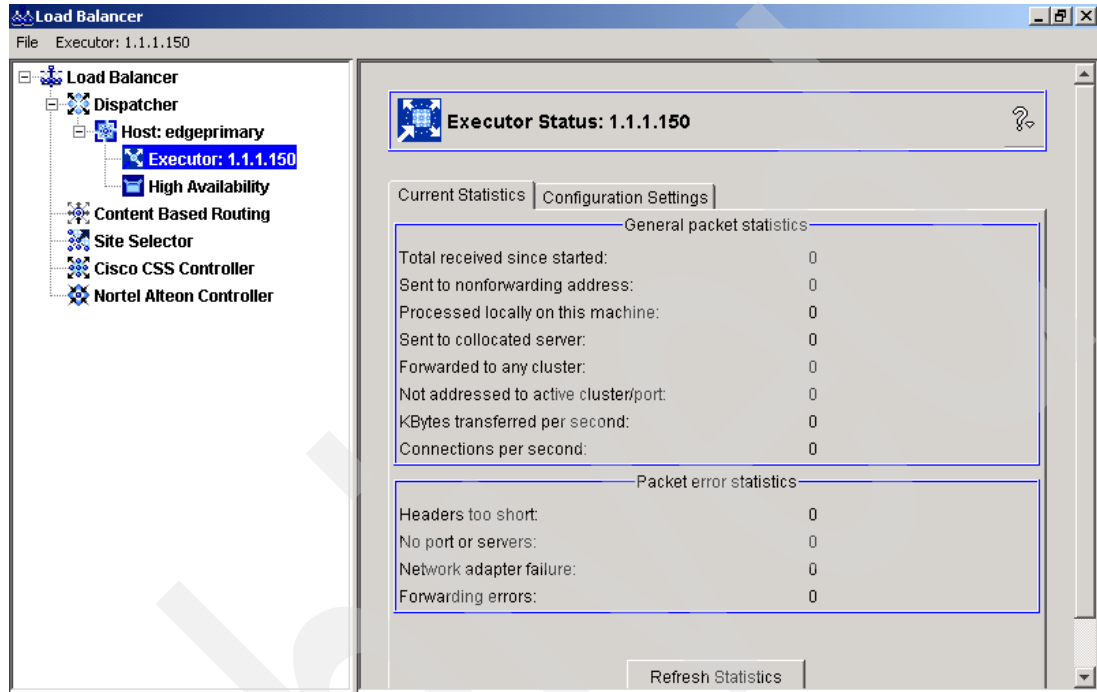 Load Balancer
File Executor: 1.1.1.150
Load Balancer
Dispatcher
Host: edgeprimary
Executor: 1.1.1.150
High Availability
Content Based Routing
Site Selector
Cisco CSS Controller
Nortel Alteon Controller
Executor Status: 1.1.1.150
?
Current Statistics Configuration Settings
General packet statistics
Total received since started: 0
Sent to nonforwarding address: 0
Processed locally on this machine: 0
Sent to collocated server: 0
Forwarded to any cluster: 0
Not addressed to active cluster/port: 0
KBytes transferred per second: 0
Connections per second: 0
Packet error statistics
Headers too short: 0
No port or servers: 0
Network adapter failure: 0
Forwarding errors: 0
Refresh Statistics